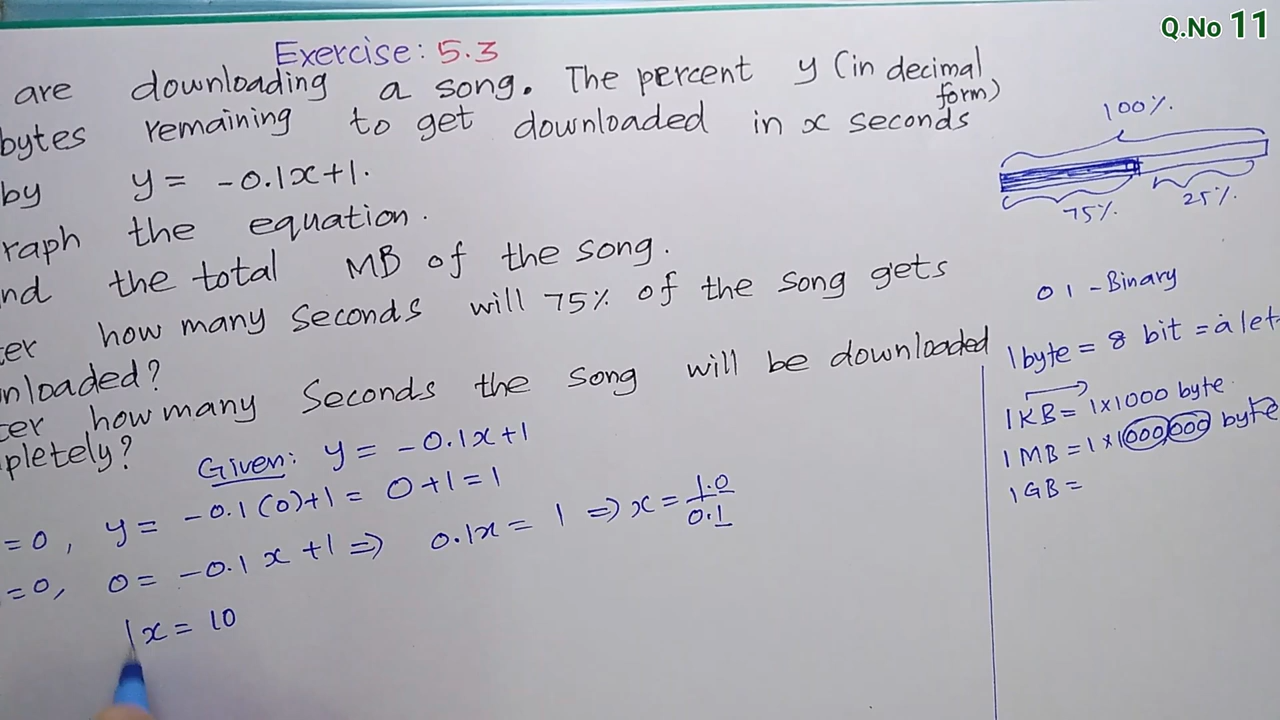 Q.No 11
Exercise: 5.3
are downloading a song. The percent y (in decimal
form)
bytes remaining to get downloaded in x seconds
by y = -0.1x+1.
raph the equation.
nd the total MB of the song.
ter how many seconds will 75% of the song gets
nloaded?
ter how many Seconds the song will be downloaded
pletely?
Given: y = -0.1x+1
=0, y = -0.1(0)+1 = 0+1=1
=0, 0 = -0.1x+1 => 0.1x = 1 => x = 1.0/0.1
x = 10
100%
75% 25%
0 1 - Binary
1 byte = 8 bit = a let
1 KB = 1x1000 byte
1 MB = 1x1000,000 byte
1 GB =